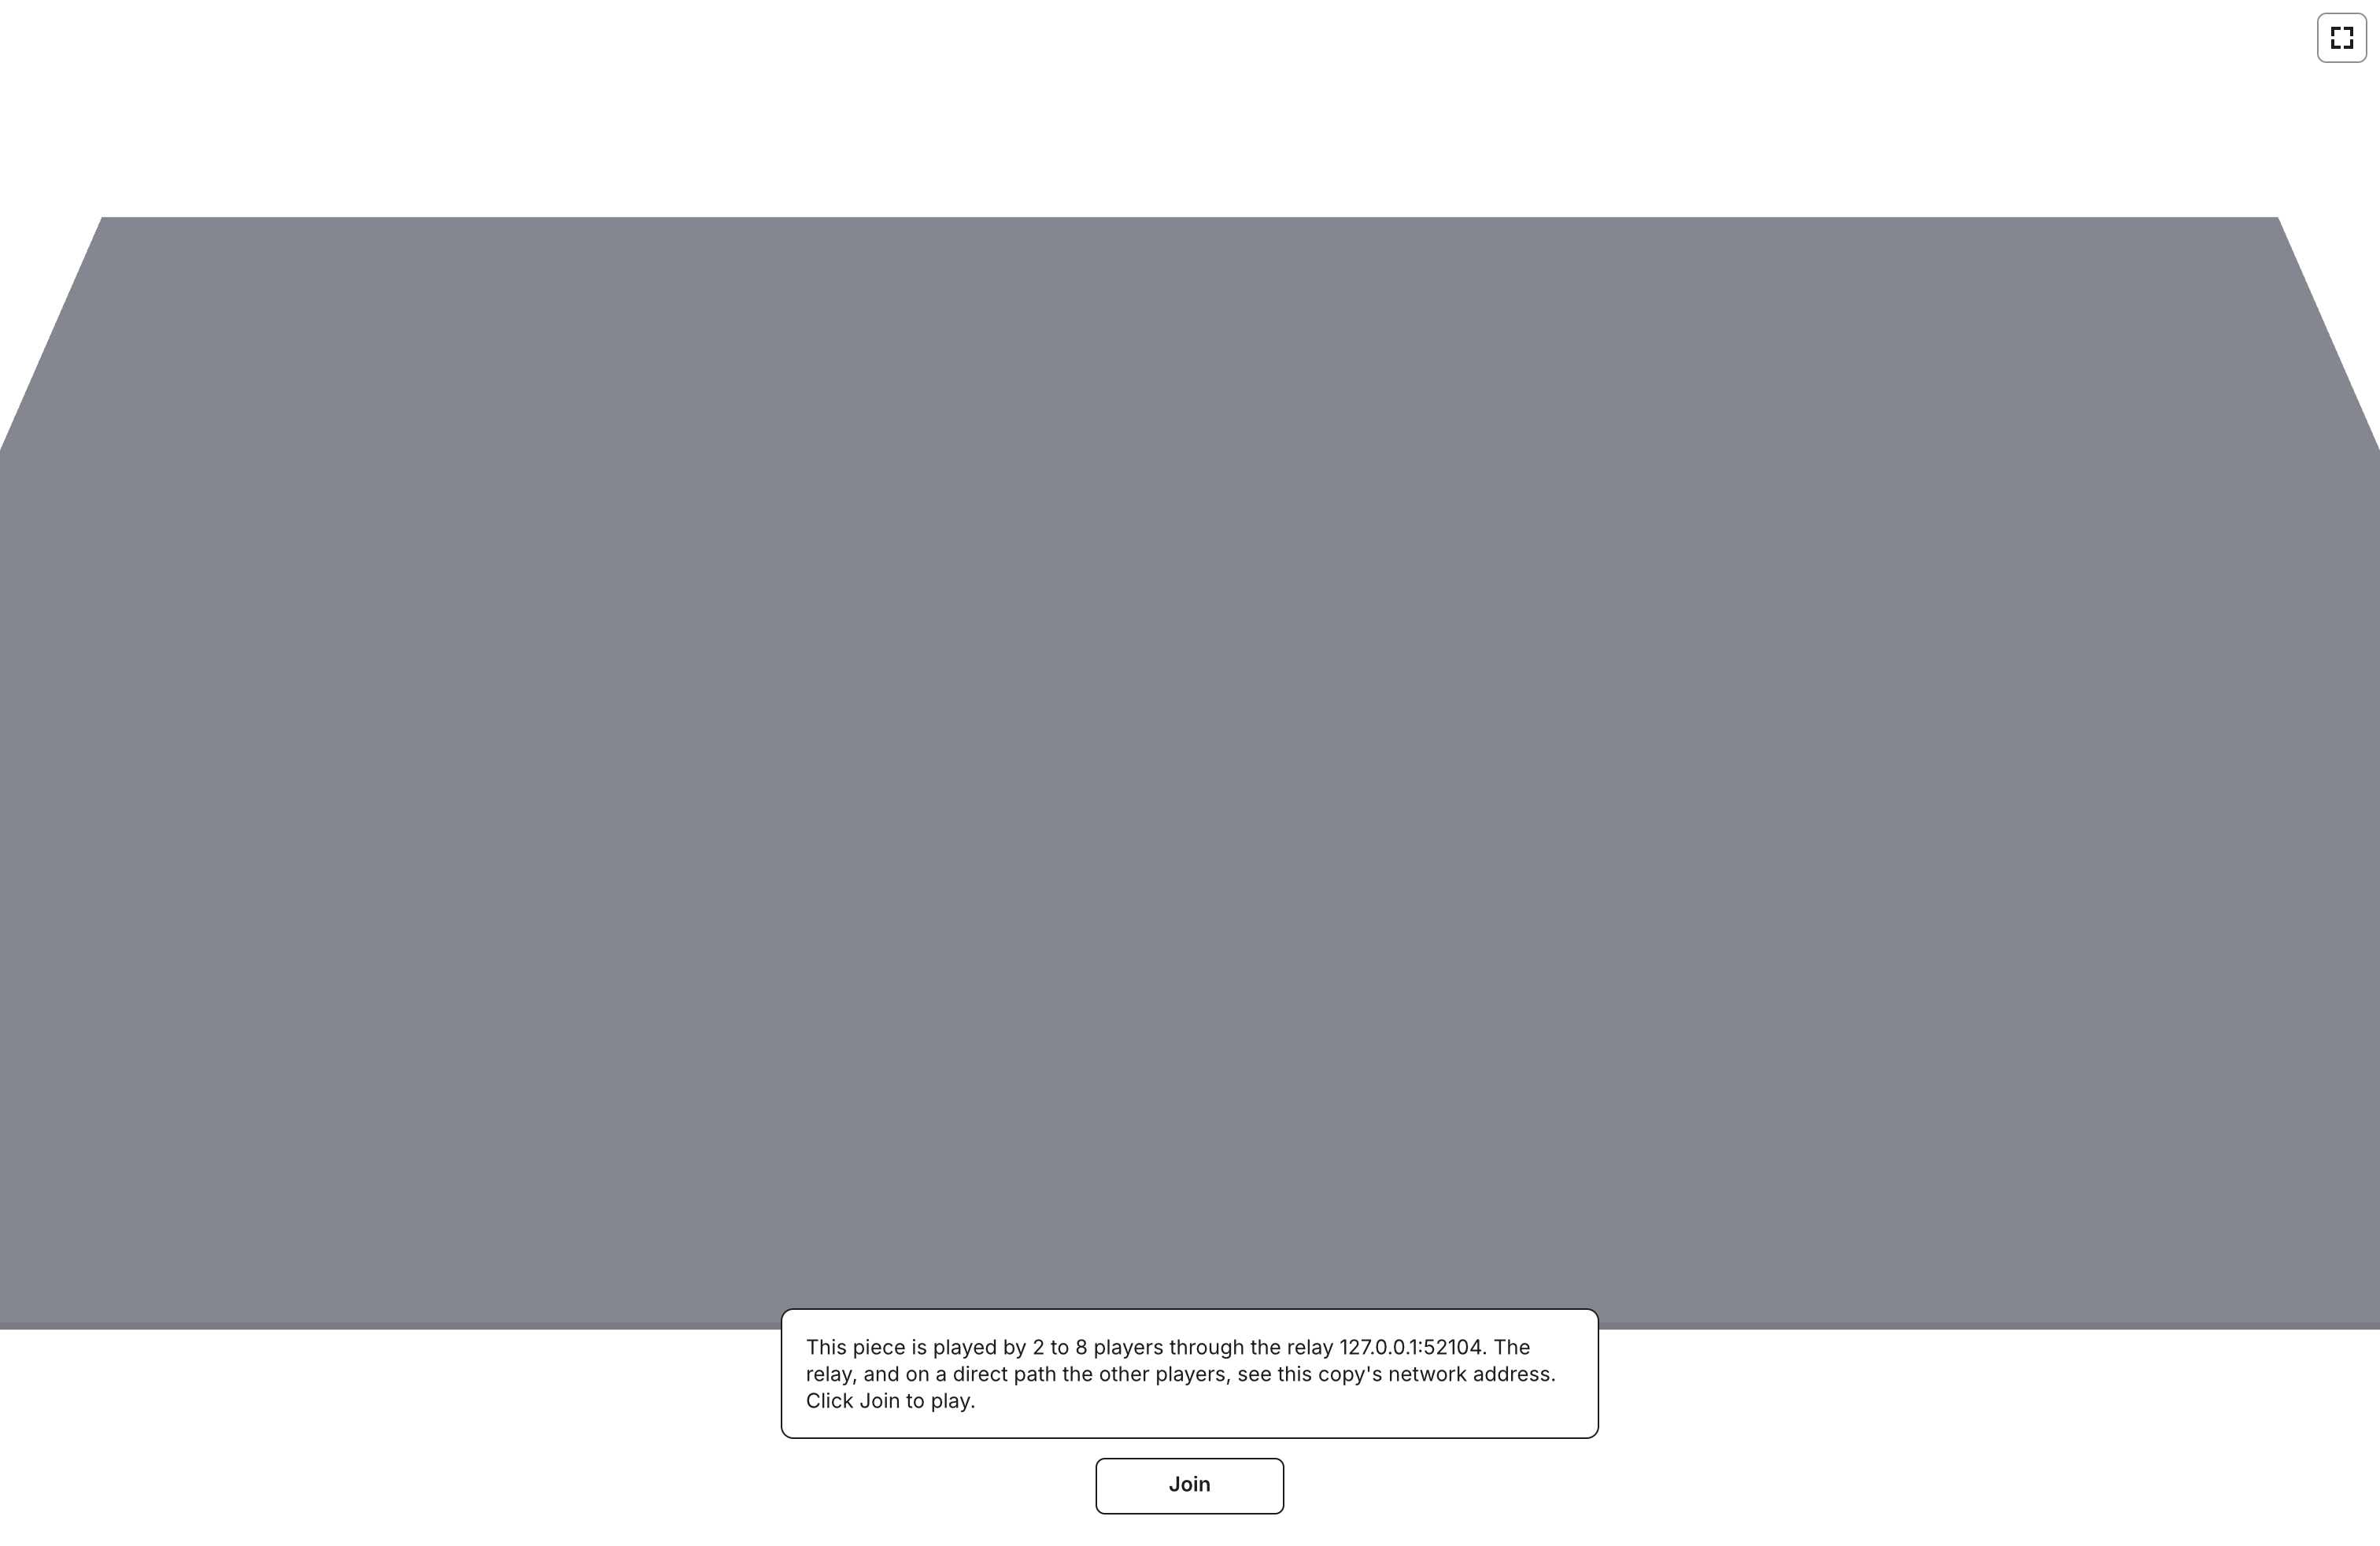 This piece is played by 2 to 8 players through the relay 127.0.0.1:52104. The
relay, and on a direct path the other players, see this copy's network address.
Click Join to play.
Join